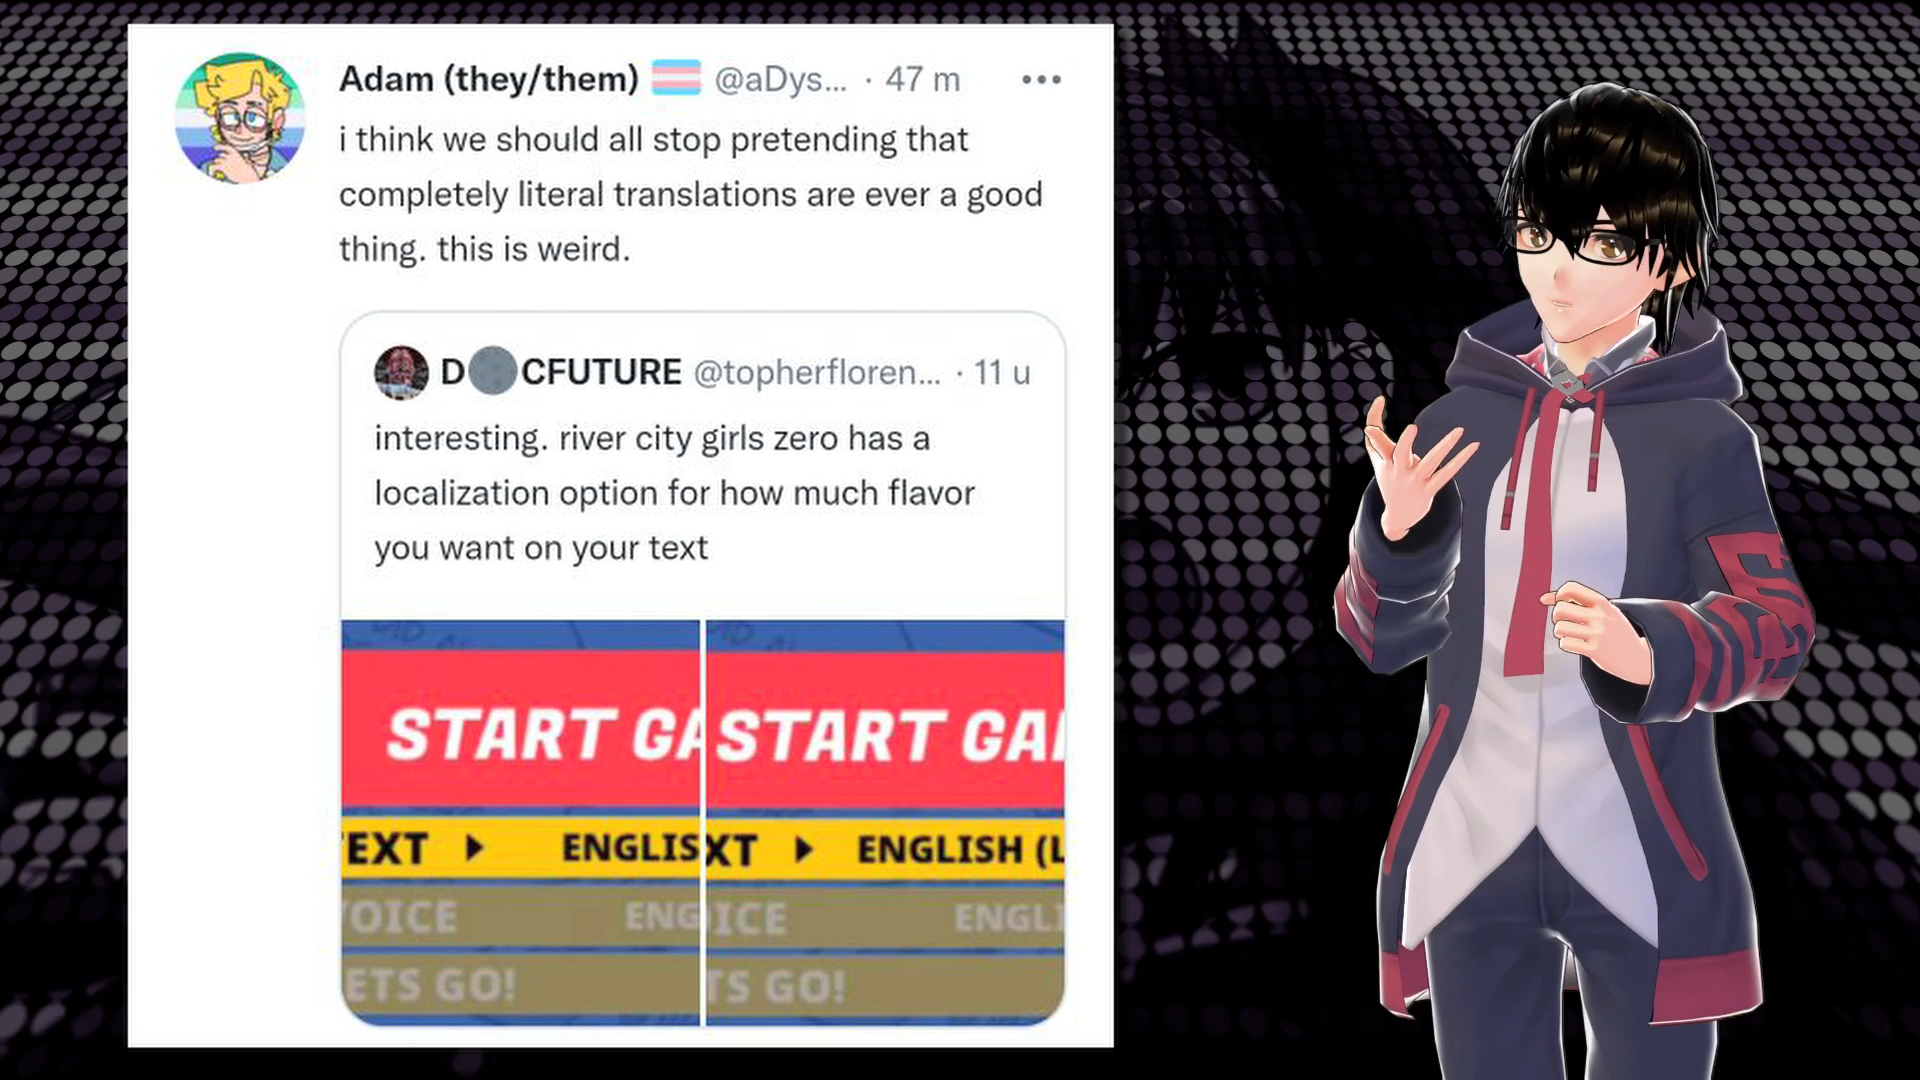 Adam (they/them) @aDys... · 47 m
i think we should all stop pretending that
completely literal translations are ever a good
thing. this is weird.
D CFUTURE @topherfloren... · 11 u
interesting. river city girls zero has a
localization option for how much flavor
you want on your text
START GA
EXT ENGLIS
OICE ENG
ETS GO!
START GA
XT ENGLISH (L
ICE ENGLI
TS GO!